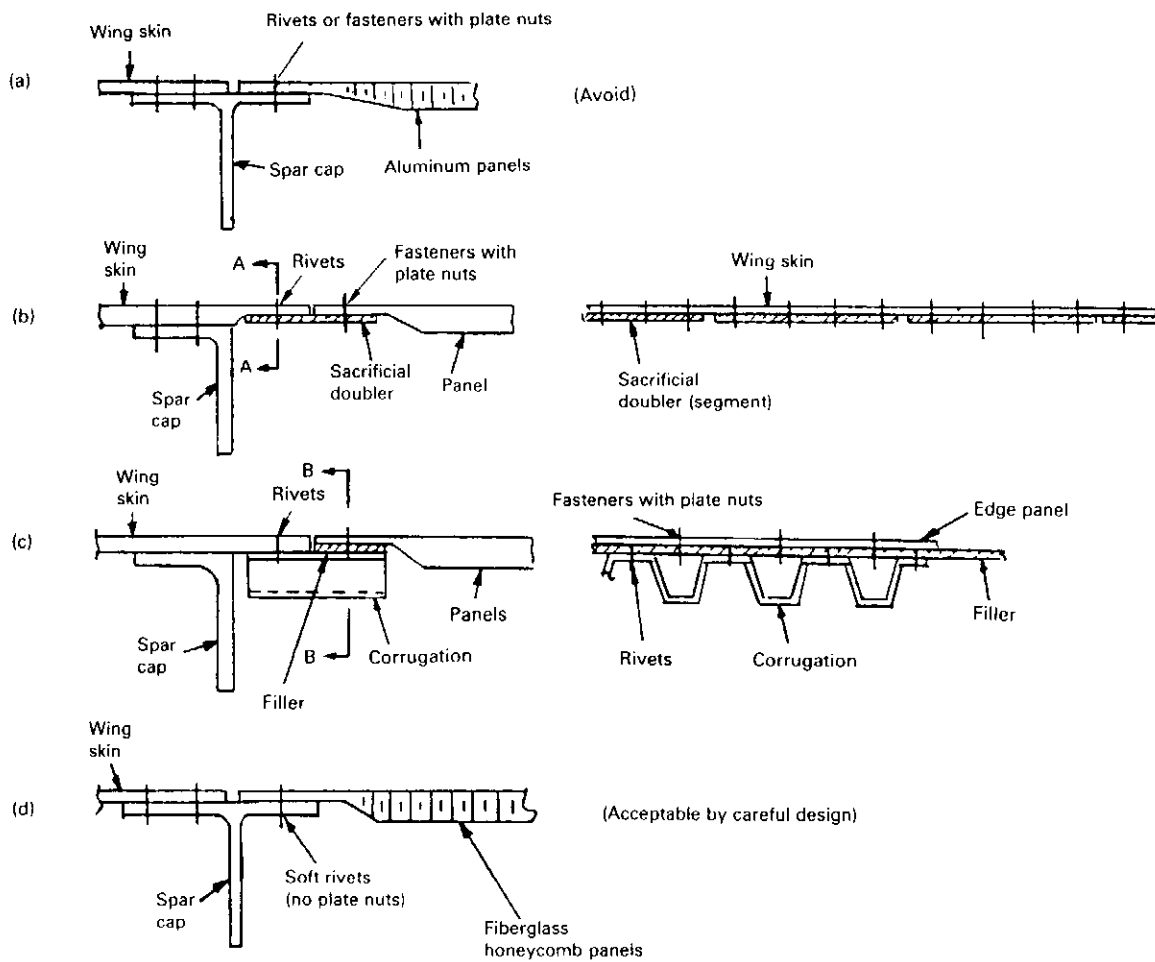 (a)
Wing skin
Rivets or fasteners with plate nuts
Spar cap
Aluminum panels
(Avoid)
(b)
Wing
skin
A
Rivets
Fasteners with
plate nuts
A
Spar
cap
Sacrificial
doubler
Panel
Wing skin
Sacrificial
doubler (segment)
(c)
Wing
skin
B
Rivets
Spar
cap
B
Filler
Corrugation
Panels
Fasteners with plate nuts
Edge panel
Rivets
Corrugation
Filler
(d)
Wing
skin
Spar
cap
Soft rivets
(no plate nuts)
Fiberglass
honeycomb panels
(Acceptable by careful design)